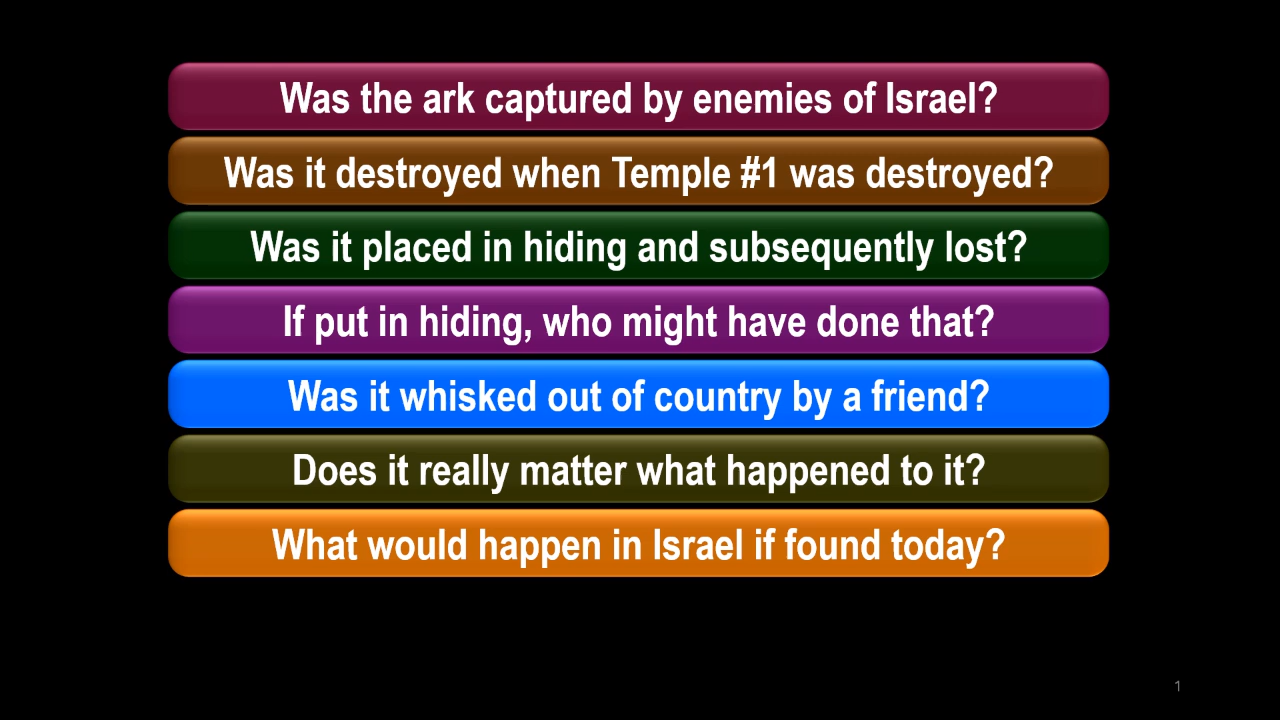 Was the ark captured by enemies of Israel?
Was it destroyed when Temple #1 was destroyed?
Was it placed in hiding and subsequently lost?
If put in hiding, who might have done that?
Was it whisked out of country by a friend?
Does it really matter what happened to it?
What would happen in Israel if found today?
1